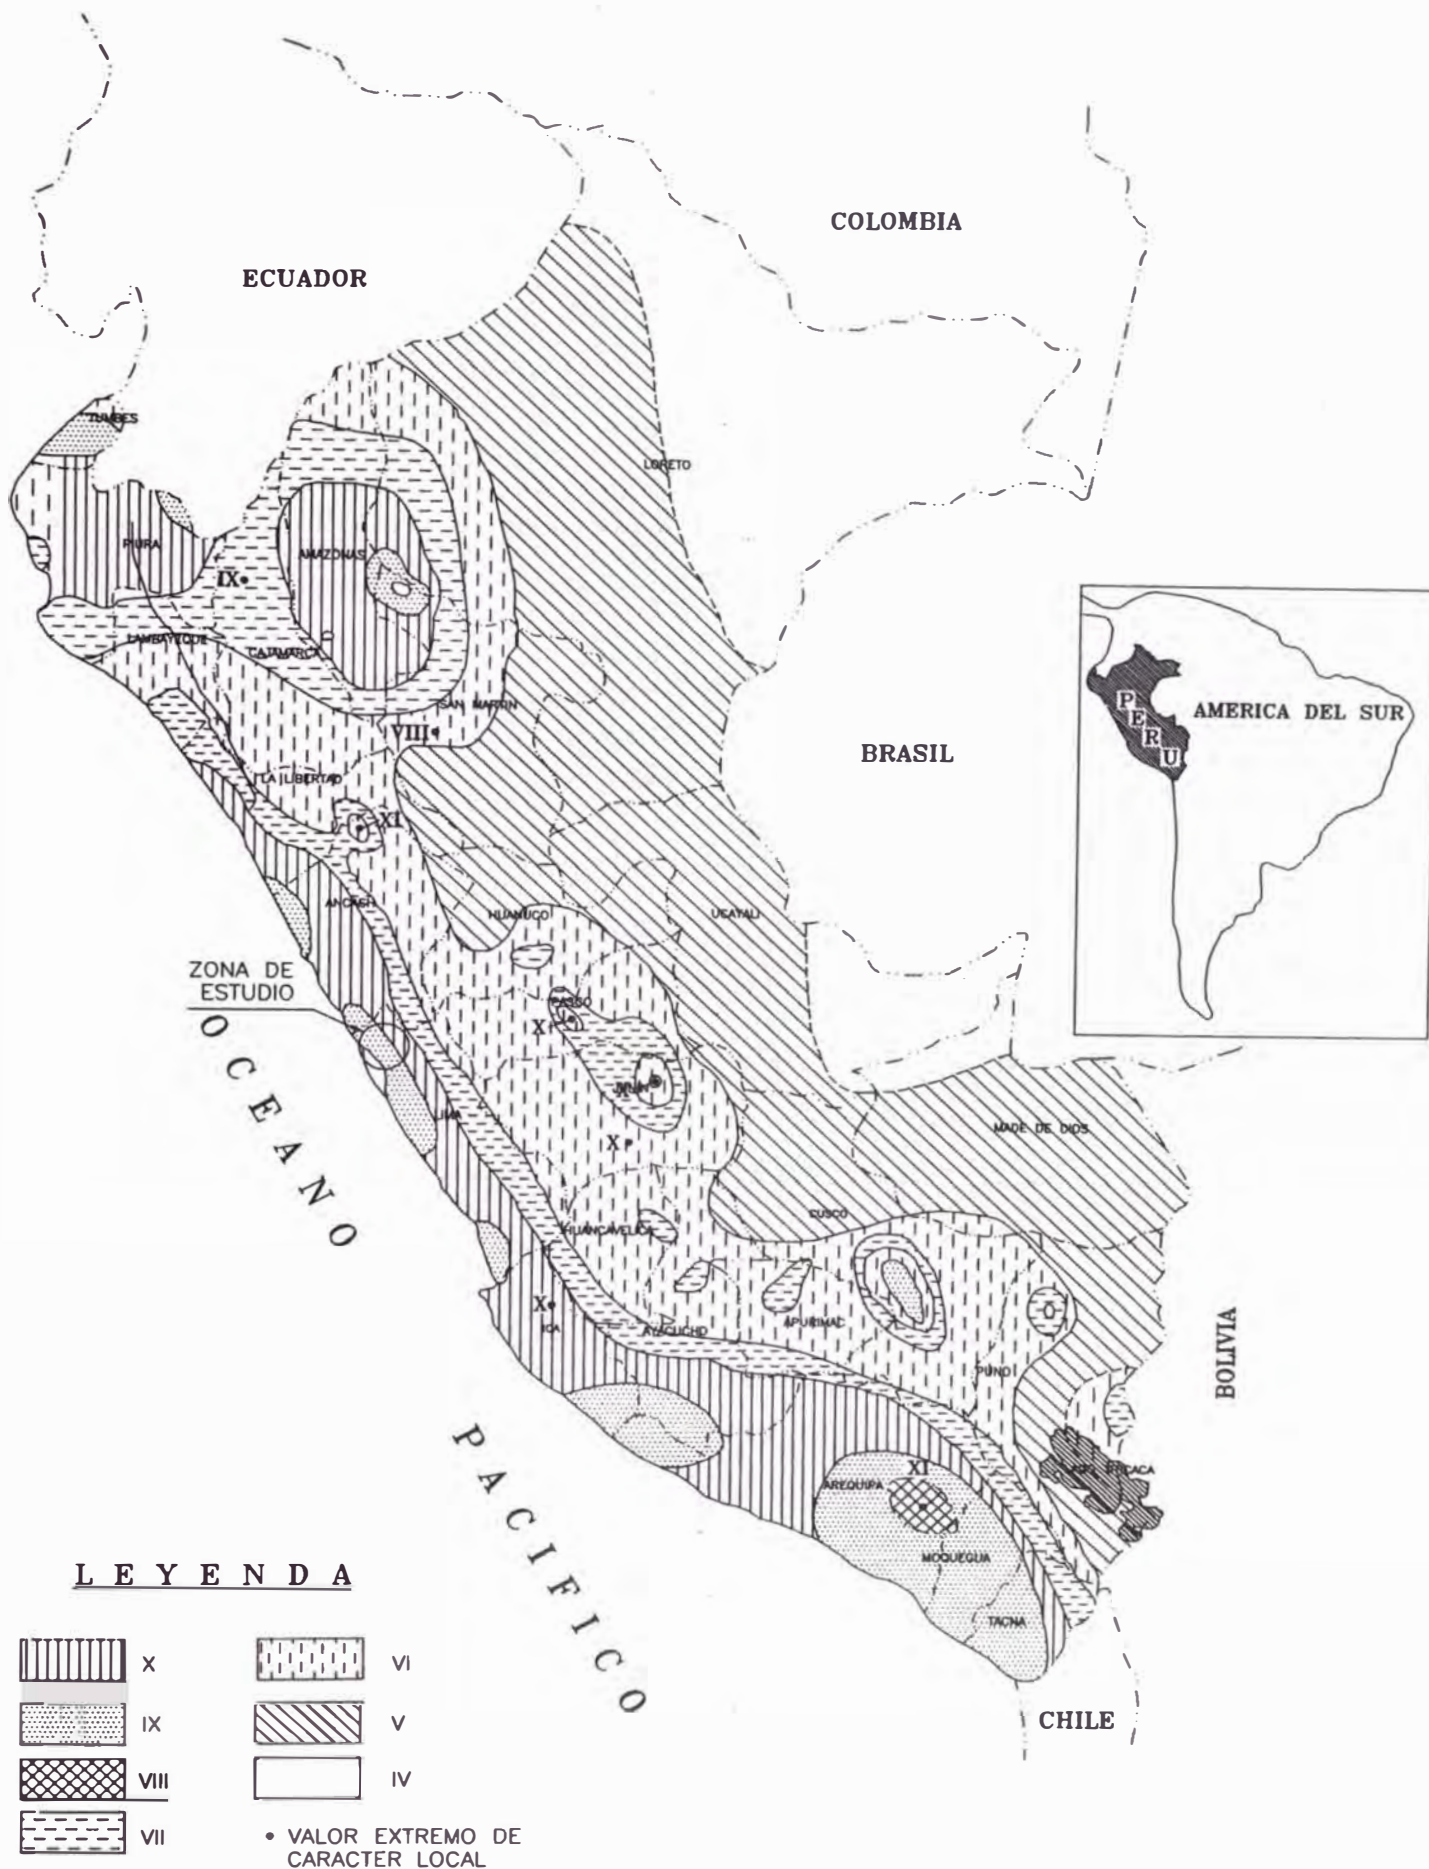 COLOMBIA
ECUADOR
TUMBES
LORETO
PIURA
AMAZONAS
IX
LAMBAYEQUE
CAJAMARCA
SAN MARTIN
VIII
AMERICA DEL SUR
PERU
BRASIL
LA LIBERTAD
XI
ANCASH
HUANUCO
UCAYALI
ZONA DE
ESTUDIO
PASCO
X
LIMA
X
MADE DE DIOS
OCEANO
CUSCO
HUANCAVELICA
X
ICA
AYACUCHO
APURIMAC
PUNO
BOLIVIA
PACIFICO
XI
AREQUIPA
MOQUEGUA
TACNA
CHILE
LEYENDA
X
VI
IX
V
VIII
IV
VII
• VALOR EXTREMO DE
CARACTER LOCAL